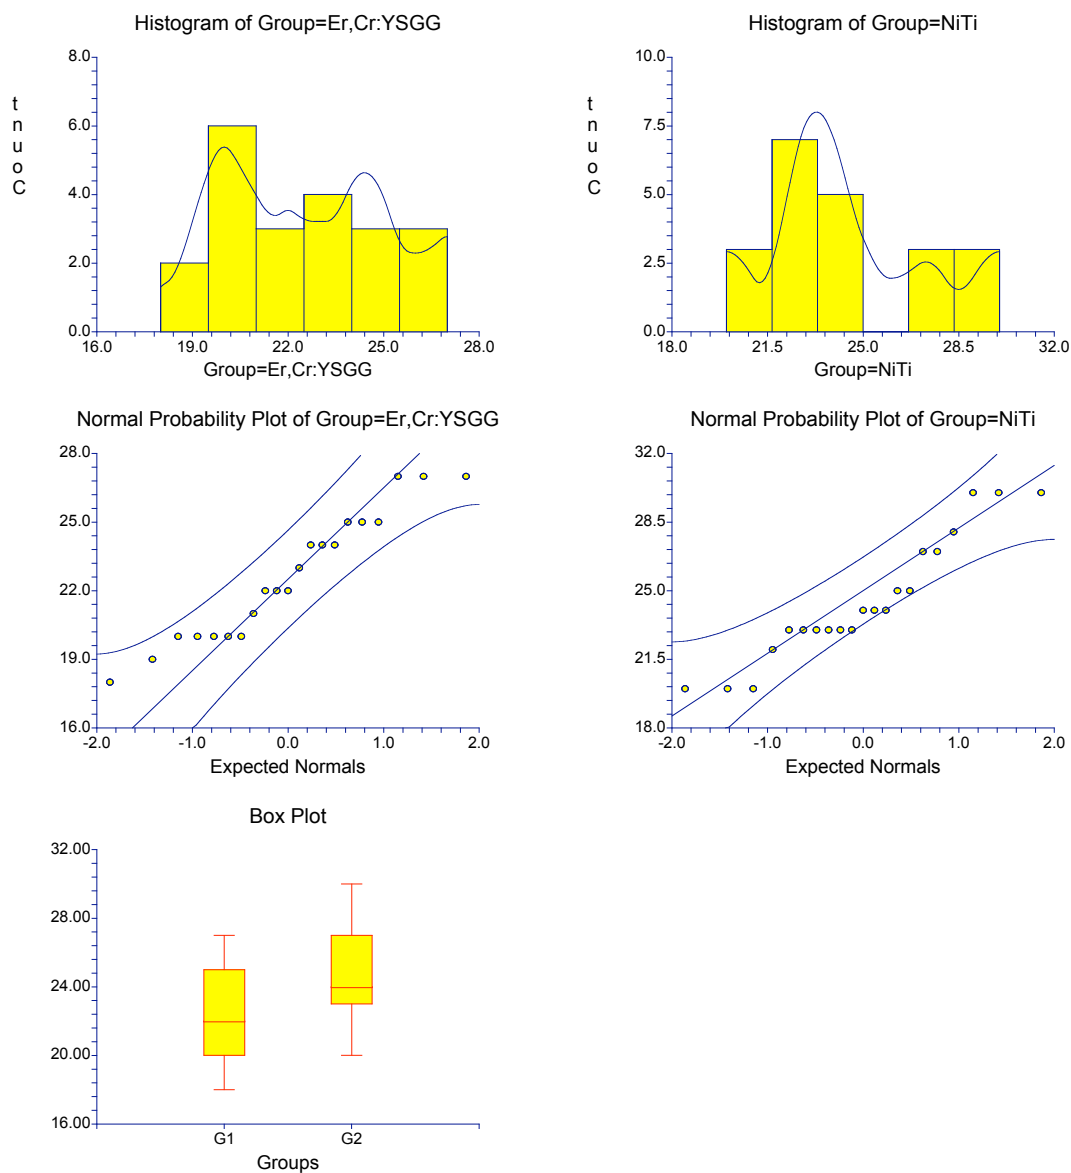 Histogram of Group=Er,Cr:YSGG
8.0
6.0
4.0
2.0
0.0
t
n
u
o
C
16.0 19.0 22.0 25.0 28.0
Group=Er,Cr:YSGG
Histogram of Group=NiTi
10.0
7.5
5.0
2.5
0.0
t
n
u
o
C
18.0 21.5 25.0 28.5 32.0
Group=NiTi
Normal Probability Plot of Group=Er,Cr:YSGG
28.0
25.0
22.0
19.0
16.0
-2.0 -1.0 0.0 1.0 2.0
Expected Normals
Normal Probability Plot of Group=NiTi
32.0
28.5
25.0
21.5
18.0
-2.0 -1.0 0.0 1.0 2.0
Expected Normals
Box Plot
32.00
28.00
24.00
20.00
16.00
G1 G2
Groups